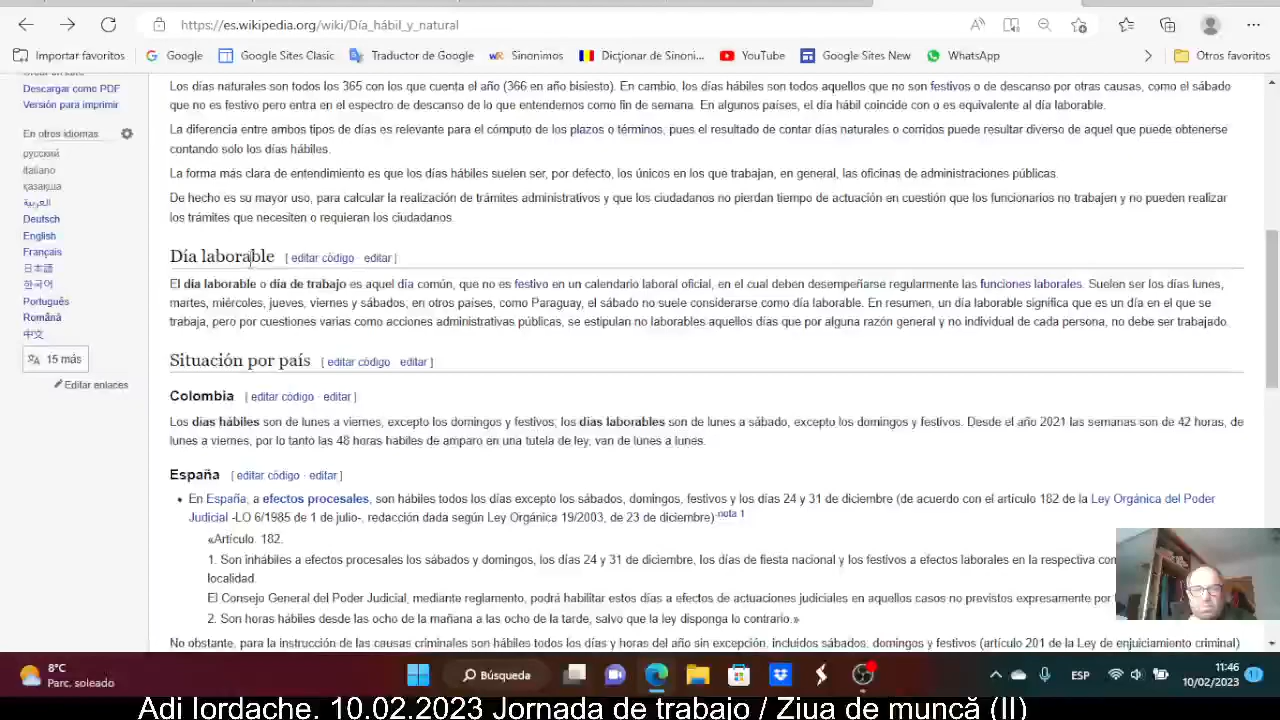 https://es.wikipedia.org/wiki/Día_hábil_y_natural
Importar favoritos
Google
Google Sites Clasic
Traductor de Google
Sinonimos
Dicționar de Sinoni...
YouTube
Google Sites New
WhatsApp
Otros favoritos
Descargar como PDF
Versión para imprimir
En otros idiomas
русский
Italiano
қазақша
العربية
Deutsch
English
Français
日本語
한국어
Português
Română
中文
15 más
Editar enlaces
Los días naturales son todos los 365 con los que cuenta el año (366 en año bisiesto). En cambio, los días hábiles son todos aquellos que no son festivos o de descanso por otras causas, como el sábado
que no es festivo pero entra en el espectro de descanso de lo que entendemos como fin de semana. En algunos países, el día hábil coincide con o es equivalente al día laborable.
La diferencia entre ambos tipos de días es relevante para el cómputo de los plazos o términos, pues el resultado de contar días naturales o corridos puede resultar diverso de aquel que puede obtenerse
contando solo los días hábiles.
La forma más clara de entendimiento es que los días hábiles suelen ser, por defecto, los únicos en los que trabajan, en general, las oficinas de administraciones públicas.
De hecho es su mayor uso, para calcular la realización de trámites administrativos y que los ciudadanos no pierdan tiempo de actuación en cuestión que los funcionarios no trabajen y no pueden realizar
los trámites que necesiten o requieran los ciudadanos.
Día laborable [ editar código · editar ]
El día laborable o día de trabajo es aquel día común, que no es festivo en un calendario laboral oficial, en el cual deben desempeñarse regularmente las funciones laborales. Suelen ser los días lunes,
martes, miércoles, jueves, viernes y sábados, en otros países, como Paraguay, el sábado no suele considerarse como día laborable. En resumen, un día laborable significa que es un día en el que se
trabaja, pero por cuestiones varias como acciones administrativas públicas, se estipulan no laborables aquellos días que por alguna razón general y no individual de cada persona, no debe ser trabajado.
Situación por país [ editar código · editar ]
Colombia [ editar código · editar ]
Los días hábiles son de lunes a viernes, excepto los domingos y festivos; los días laborables son de lunes a sábado, excepto los domingos y festivos. Desde el año 2021 las semanas son de 42 horas, de
lunes a viernes, por lo tanto las 48 horas habiles de amparo en una tutela de ley, van de lunes a lunes.
España [ editar código · editar ]
• En España, a efectos procesales, son hábiles todos los días excepto los sábados, domingos, festivos y los días 24 y 31 de diciembre (de acuerdo con el artículo 182 de la Ley Orgánica del Poder
Judicial -LO 6/1985 de 1 de julio-, redacción dada según Ley Orgánica 19/2003, de 23 de diciembre) nota 1
«Artículo. 182.
1. Son inhábiles a efectos procesales los sábados y domingos, los días 24 y 31 de diciembre, los días de fiesta nacional y los festivos a efectos laborales en la respectiva
localidad.
El Consejo General del Poder Judicial, mediante reglamento, podrá habilitar estos días a efectos de actuaciones judiciales en aquellos casos no previstos expresamente por
2. Son horas hábiles desde las ocho de la mañana a las ocho de la tarde, salvo que la ley disponga lo contrario.»
No obstante, para la instrucción de las causas criminales son hábiles todos los días y horas del año sin excepción, incluidos sábados, domingos y festivos (artículo 201 de la Ley de enjuiciamiento criminal)
8°C
Parc. soleado
Búsqueda
ESP
11:46
10/02/2023
Adi Iordache. 10.02.2023 Jornada de trabajo / Ziua de muncă (II)